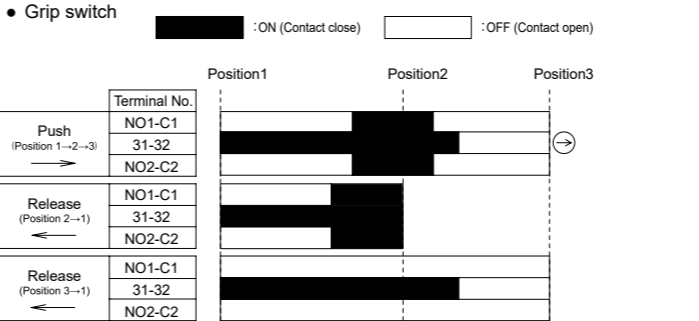 ● Grip switch
:ON (Contact close) :OFF (Contact open)
Position1 Position2 Position3
Terminal No.
Push
(Position 1→2→3)
→
NO1-C1
31-32
NO2-C2
Release
(Position 2→1)
←
NO1-C1
31-32
NO2-C2
Release
(Position 3→1)
←
NO1-C1
31-32
NO2-C2